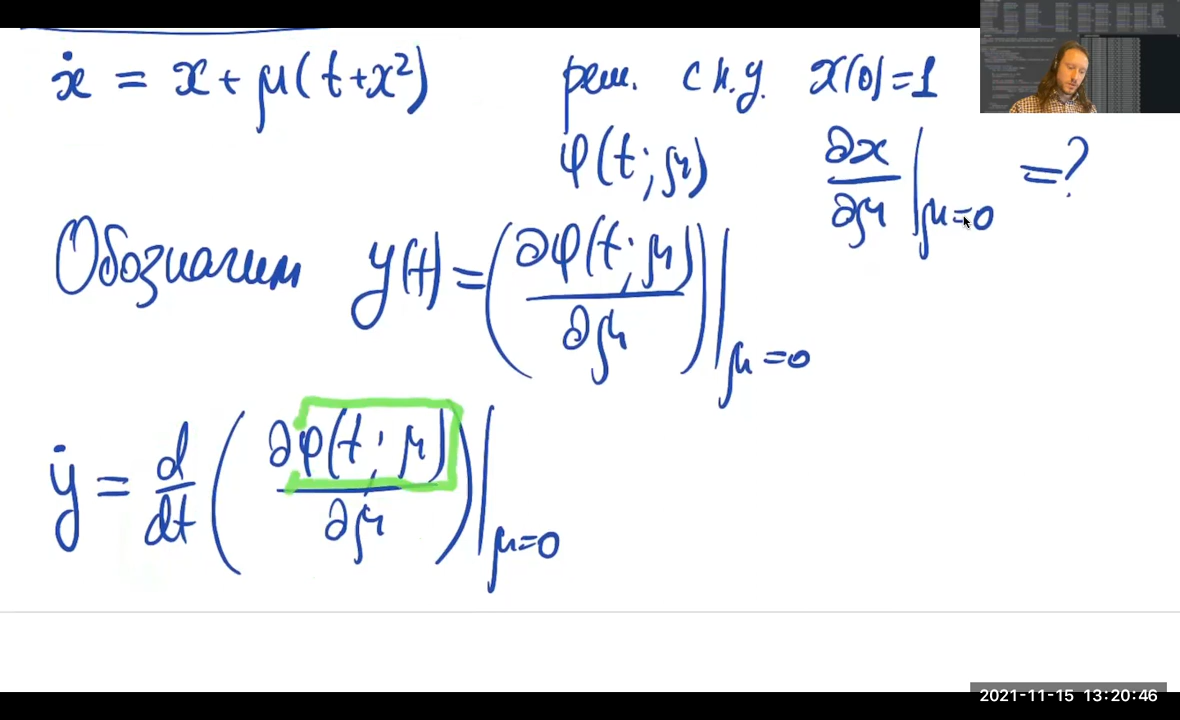 ẋ = x + μ(t+x²) реш. с н.у. x(0)=1
φ(t; μ) ∂x/∂μ |μ=0 = ?
Обозначим y(t) = (∂φ(t; μ)/∂μ)|μ=0
ẏ = d/dt (∂φ(t; μ)/∂μ)|μ=0
2021-11-15 13:20:46